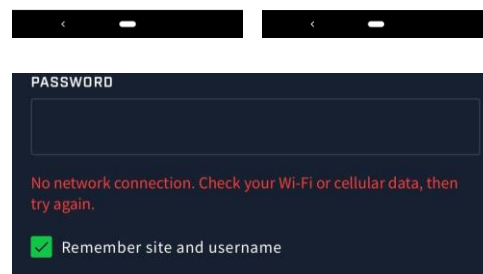 PASSWORD
No network connection. Check your Wi-Fi or cellular data, then
try again.
Remember site and username